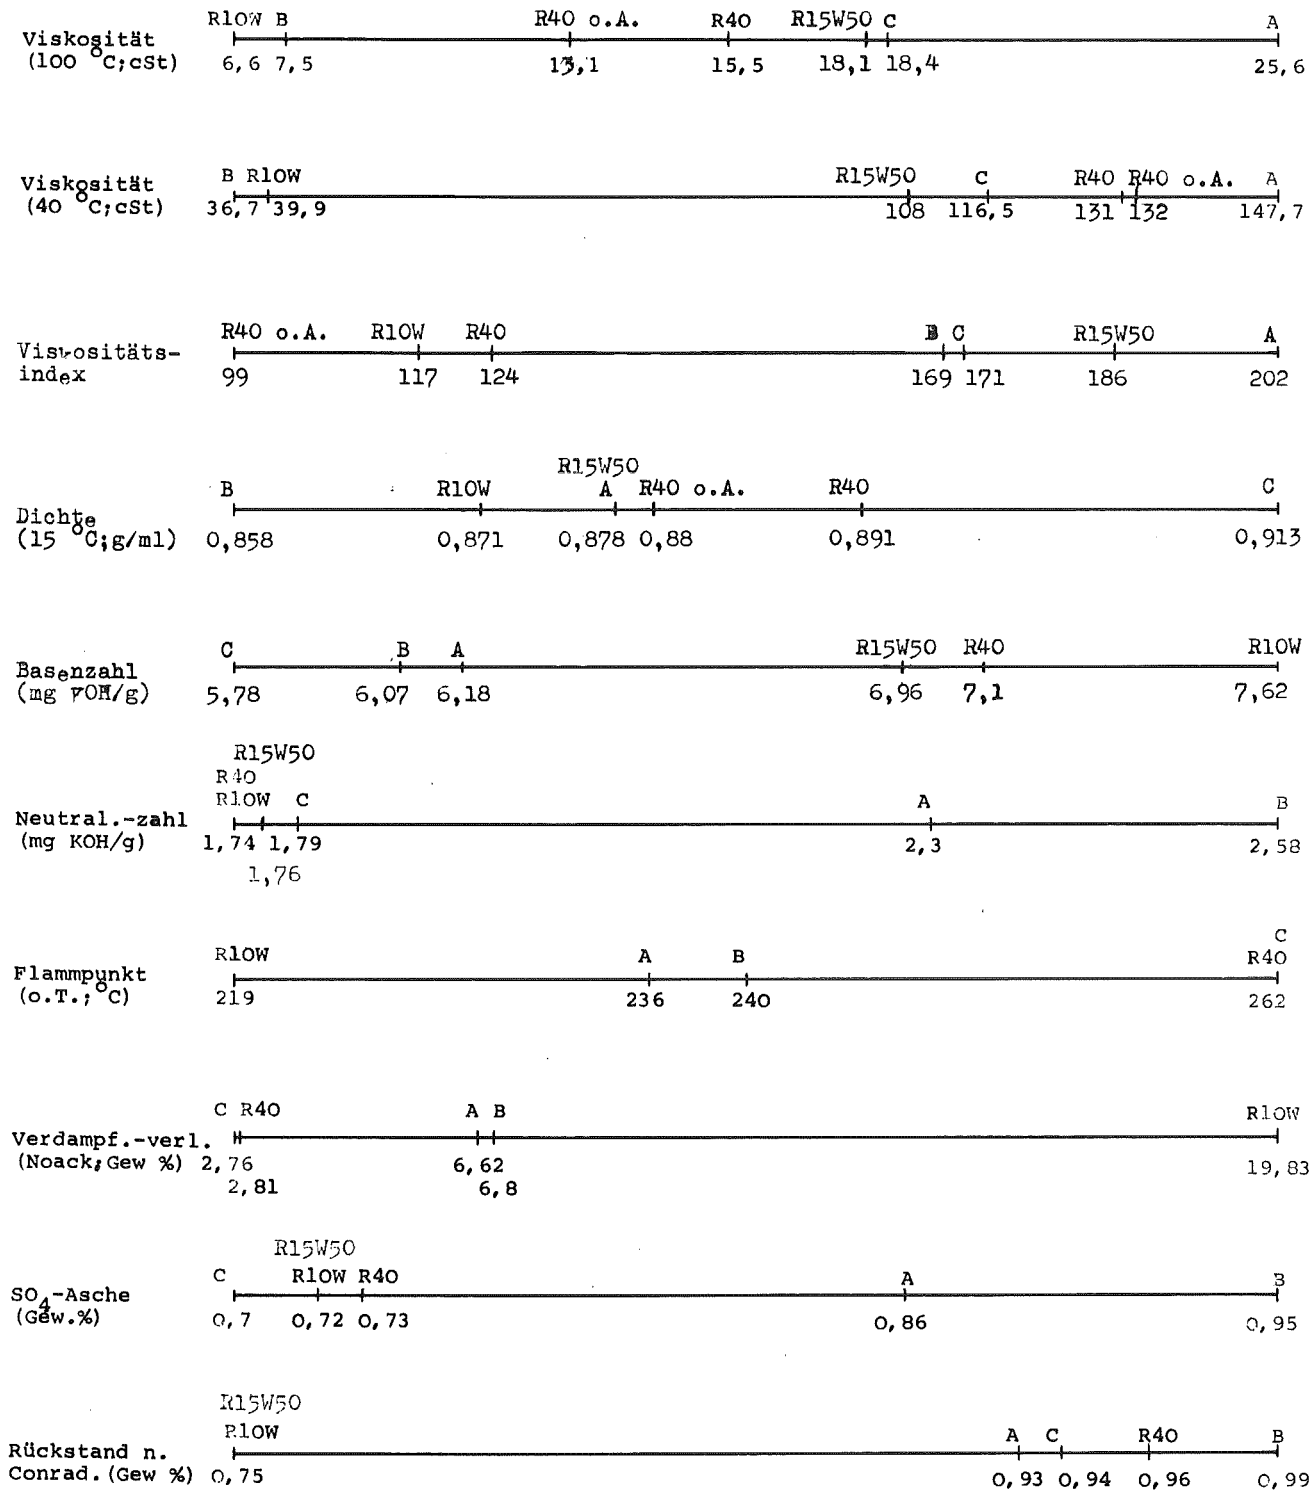 R10W B R40 o.A. R40 R15W50 C A
Viskosität
(100 °C;cSt) 6,6 7,5 13,1 15,5 18,1 18,4 25,6
B R10W R15W50 C R40 R40 o.A. A
Viskosität
(40 °C;cSt) 36,7 39,9 108 116,5 131 132 147,7
R40 o.A. R10W R40 B C R15W50 A
Viskositäts-
index 99 117 124 169 171 186 202
R15W50
B R10W A R40 o.A. R40 C
Dichte
(15 °C;g/ml) 0,858 0,871 0,878 0,88 0,891 0,913
C B A R15W50 R40 R10W
Basenzahl
(mg KOH/g) 5,78 6,07 6,18 6,96 7,1 7,62
R15W50
R40
R10W C A B
Neutral.-zahl
(mg KOH/g) 1,74 1,79 2,3 2,58
1,76
C
R10W A B R40
Flammpunkt
(o.T.;°C) 219 236 240 262
C R40 A B R10W
Verdampf.-verl.
(Noack;Gew %) 2,76 6,62 19,83
2,81 6,8
R15W50
C R10W R40 A B
SO4-Asche
(Gew.%) 0,7 0,72 0,73 0,86 0,95
R15W50
R10W A C R40 B
Rückstand n.
Conrad.(Gew %) 0,75 0,93 0,94 0,96 0,99